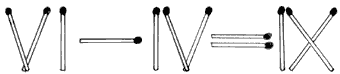 VI – IV = IX